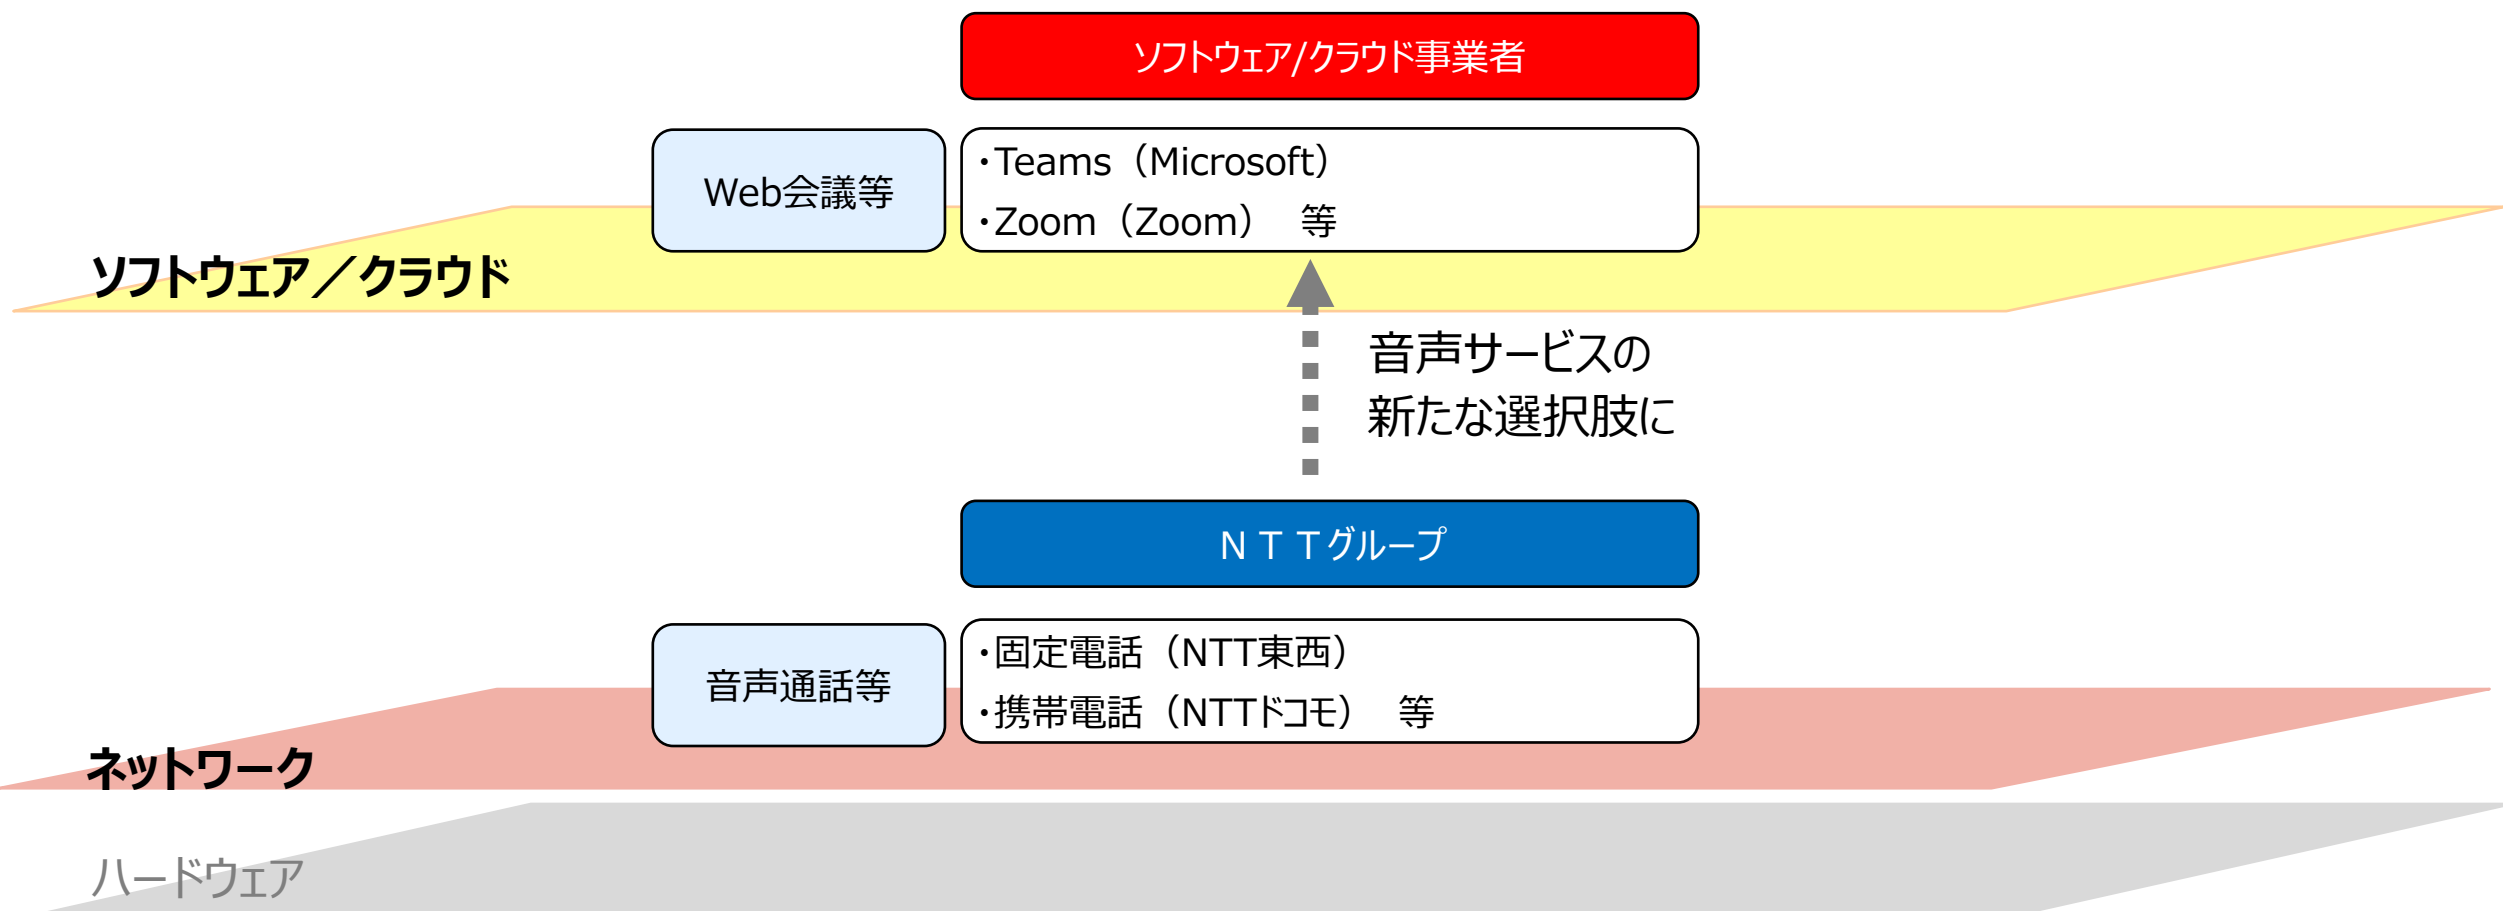 ソフトウェア/クラウド事業者
Web会議等
・Teams（Microsoft）
・Zoom（Zoom）　等
ソフトウェア／クラウド
音声サービスの
新たな選択肢に
ＮＴＴグループ
音声通話等
・固定電話（NTT東西）
・携帯電話（NTTドコモ）　等
ネットワーク
ハードウェア